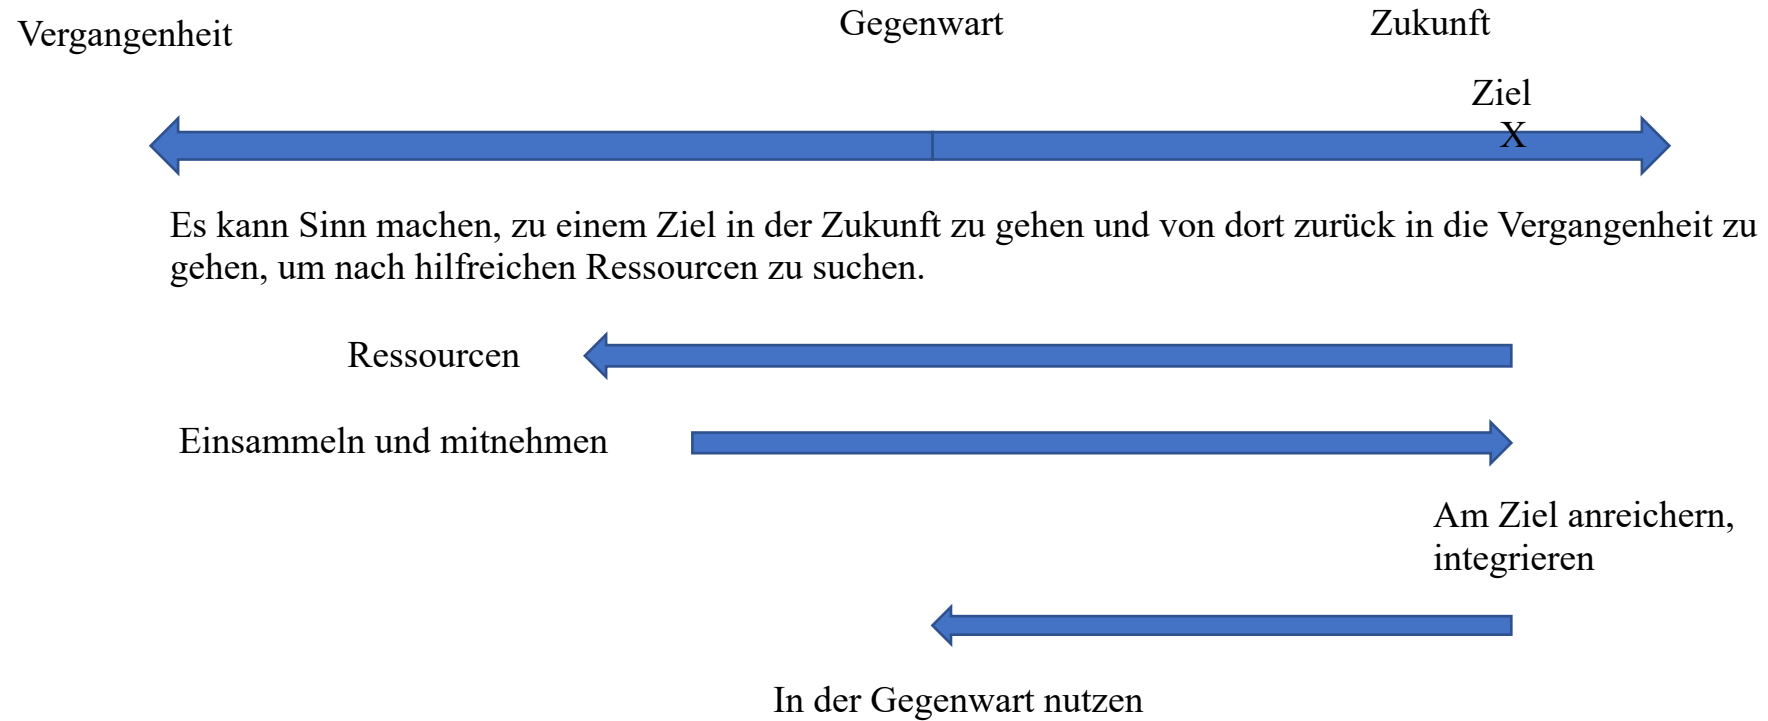 Vergangenheit
Gegenwart
Zukunft
Ziel
X
Es kann Sinn machen, zu einem Ziel in der Zukunft zu gehen und von dort zurück in die Vergangenheit zu
gehen, um nach hilfreichen Ressourcen zu suchen.
Ressourcen
Einsammeln und mitnehmen
Am Ziel anreichern,
integrieren
In der Gegenwart nutzen